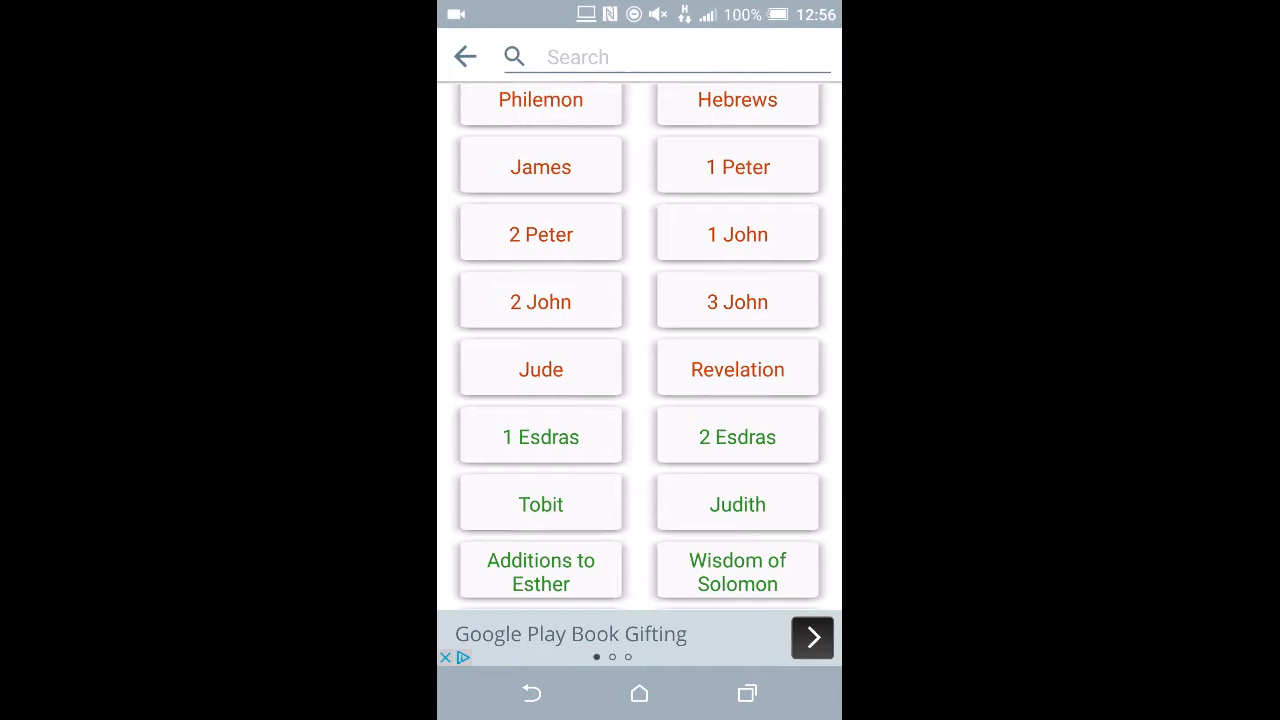 100% 12:56
Search
Philemon Hebrews
James 1 Peter
2 Peter 1 John
2 John 3 John
Jude Revelation
1 Esdras 2 Esdras
Tobit Judith
Additions to Esther
Wisdom of Solomon
Google Play Book Gifting